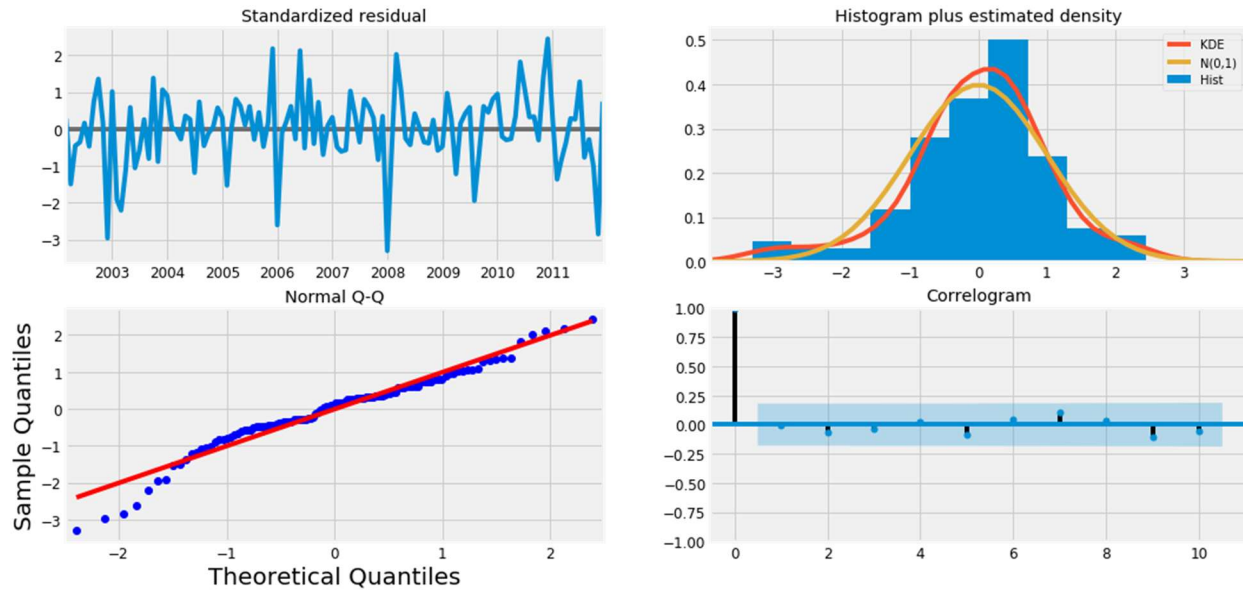 Standardized residual
2
1
0
−1
−2
−3
2003 2004 2005 2006 2007 2008 2009 2010 2011
Histogram plus estimated density
0.5
0.4
0.3
0.2
0.1
0.0
KDE
N(0,1)
Hist
−3 −2 −1 0 1 2 3
Normal Q-Q
Sample Quantiles
2
1
0
−1
−2
−3
−2 −1 0 1 2
Theoretical Quantiles
Correlogram
1.00
0.75
0.50
0.25
0.00
−0.25
−0.50
−0.75
−1.00
0 2 4 6 8 10